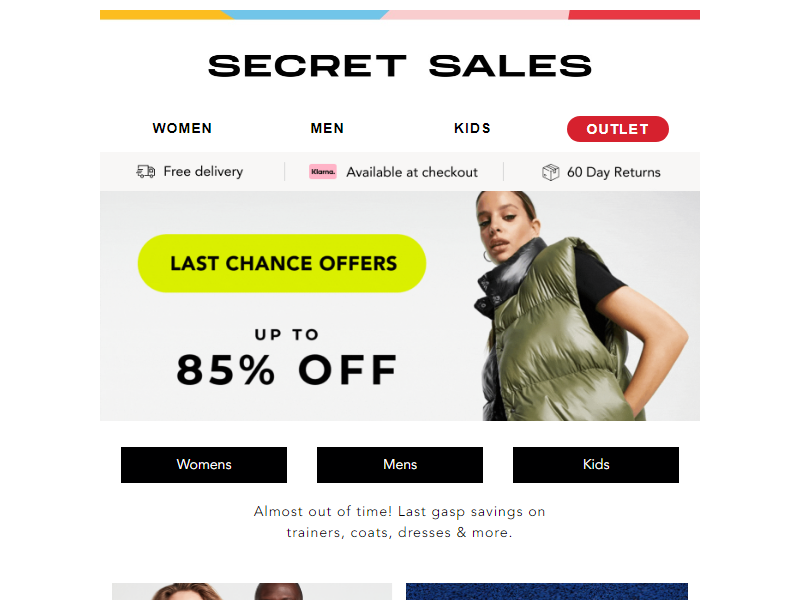 SECRET SALES
WOMEN MEN KIDS OUTLET
Free delivery Klarna. Available at checkout 60 Day Returns
LAST CHANCE OFFERS
UP TO
85% OFF
Womens Mens Kids
Almost out of time! Last gasp savings on
trainers, coats, dresses & more.